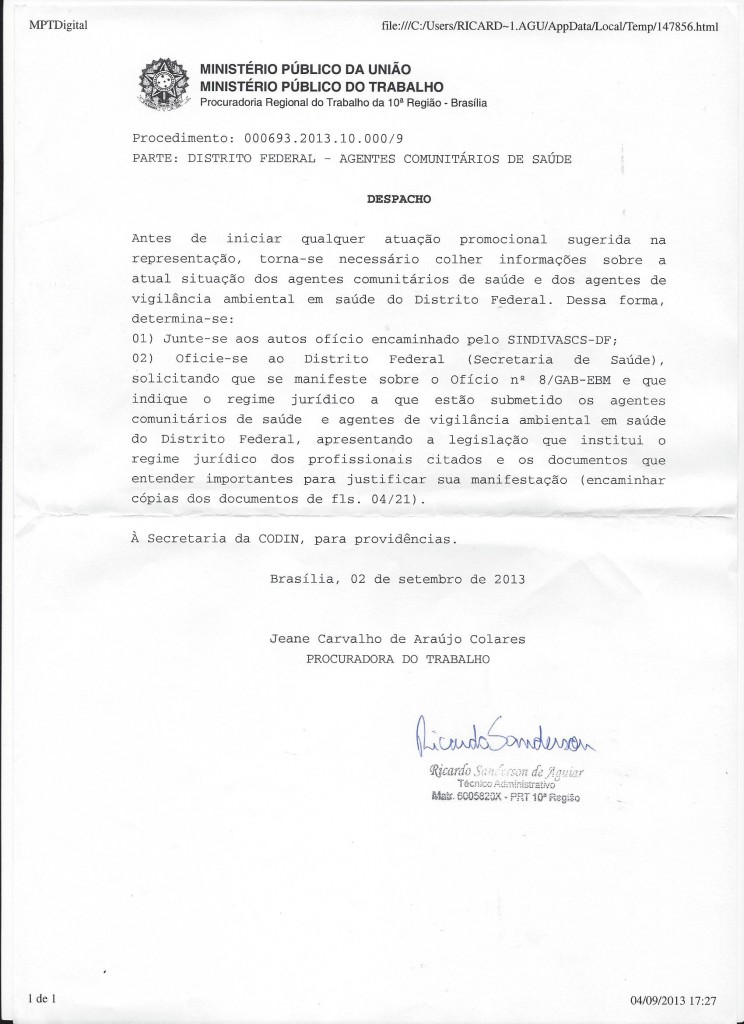 MPTDigital
file:///C:/Users/RICARD~1.AGU/AppData/Local/Temp/147856.html
MINISTÉRIO PÚBLICO DA UNIÃO
MINISTÉRIO PÚBLICO DO TRABALHO
Procuradoria Regional do Trabalho da 10ª Região - Brasília
Procedimento: 000693.2013.10.000/9
PARTE: DISTRITO FEDERAL - AGENTES COMUNITÁRIOS DE SAÚDE
DESPACHO
Antes de iniciar qualquer atuação promocional sugerida na
representação, torna-se necessário colher informações sobre a
atual situação dos agentes comunitários de saúde e dos agentes de
vigilância ambiental em saúde do Distrito Federal. Dessa forma,
determina-se:
01) Junte-se aos autos ofício encaminhado pelo SINDIVASCS-DF;
02) Oficie-se ao Distrito Federal (Secretaria de Saúde),
solicitando que se manifeste sobre o Ofício nº 8/GAB-EBM e que
indique o regime jurídico a que estão submetido os agentes
comunitários de saúde e agentes de vigilância ambiental em saúde
do Distrito Federal, apresentando a legislação que institui o
regime jurídico dos profissionais citados e os documentos que
entender importantes para justificar sua manifestação (encaminhar
cópias dos documentos de fls. 04/21).
À Secretaria da CODIN, para providências.
Brasília, 02 de setembro de 2013
Jeane Carvalho de Araújo Colares
PROCURADORA DO TRABALHO
Ricardo Sanderson
Ricardo Sanderson de Aguiar
Técnico Administrativo
Matr. 6005820X - PRT 10ª Região
1 de 1
04/09/2013 17:27